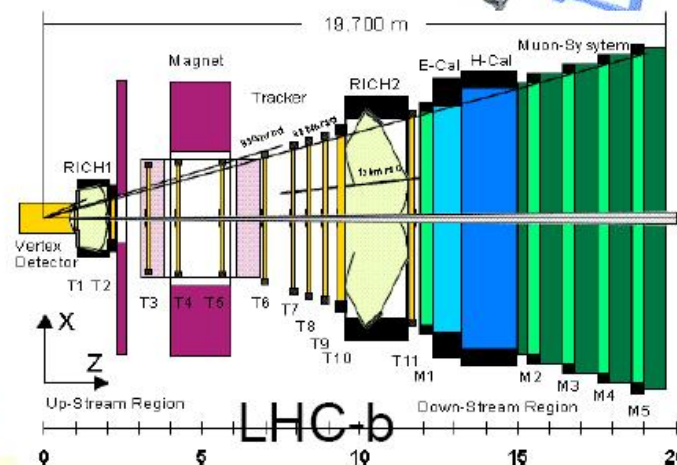 19.700 m
Muon-Sysytem
E-Cal H-Cal
Magnet
RICH2
Tracker
RICH1
Vertex
Detector
T1 T2
T3 T4 T5 T6
T7
T8
T9
T10
T11
M1
M2
M3
M4
M5
X
Z
Up-Stream Region
Down-Stream Region
LHC-b
0 5 10 15 20